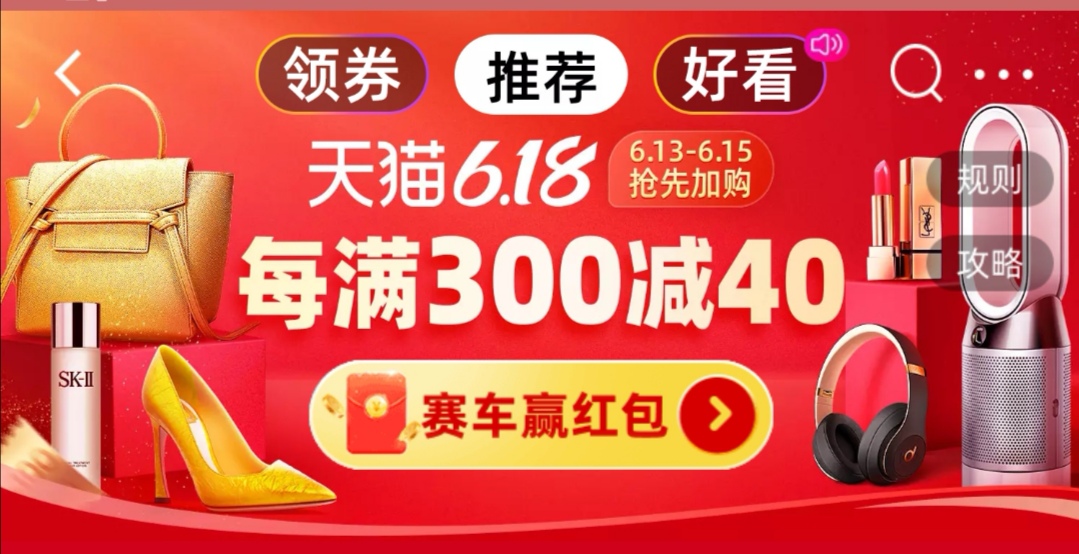 领券 推荐 好看
天猫6.18 6.13-6.15
抢先加购
规则
每满300减40
攻略
SK-II
YSL
赛车赢红包